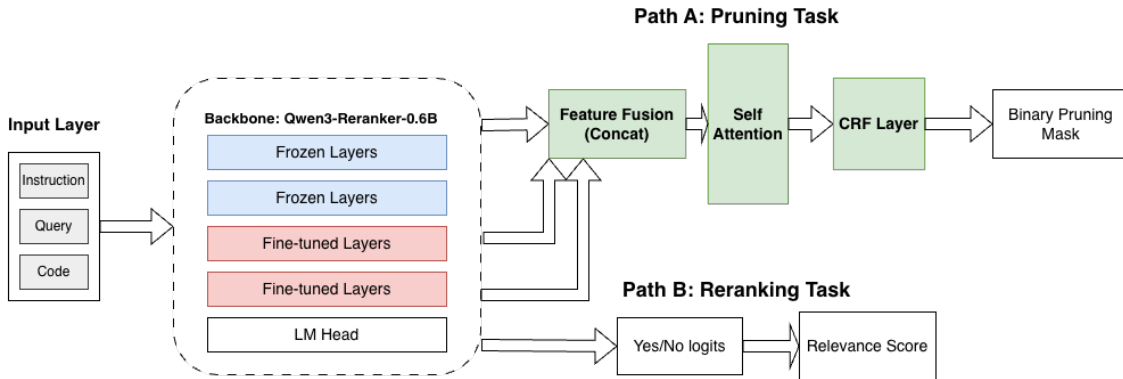 Path A: Pruning Task
Input Layer
Instruction
Query
Code
Backbone: Qwen3-Reranker-0.6B
Frozen Layers
Frozen Layers
Fine-tuned Layers
Fine-tuned Layers
LM Head
Feature Fusion
(Concat)
Self
Attention
CRF Layer
Binary Pruning
Mask
Path B: Reranking Task
Yes/No logits
Relevance Score